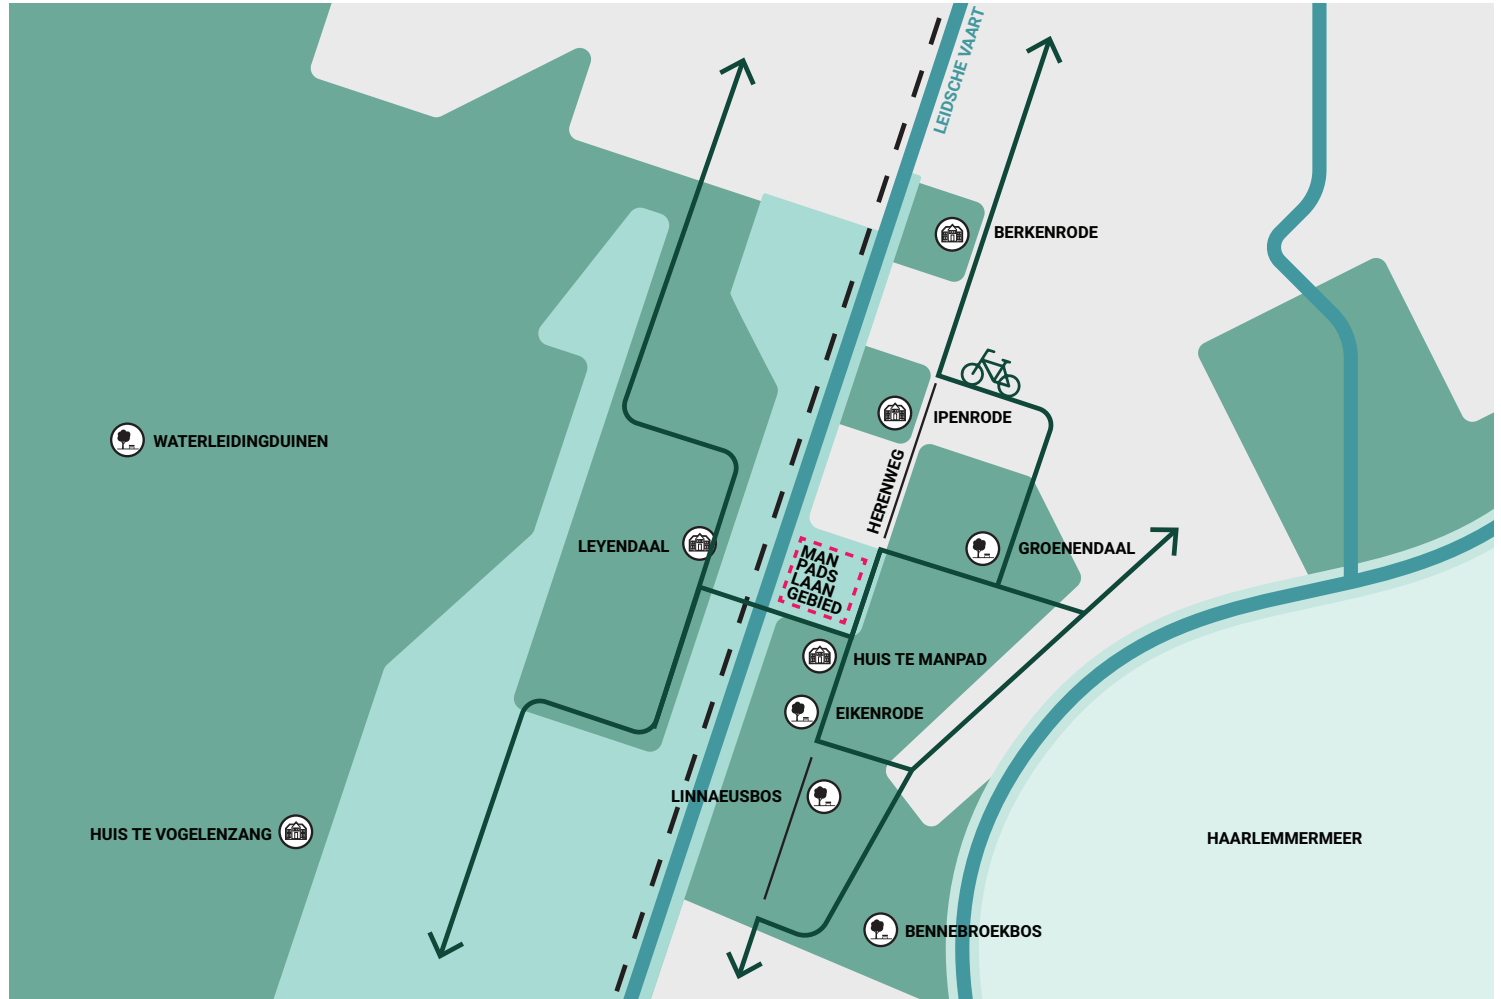 LEIDSCHE VAART
BERKENRODE
IPENRODE
WATERLEIDINGDUINEN
HERENWEG
LEYENDAAL
MAN
PADS
LAAN
GEBIED
GROENENDAAL
HUIS TE MANPAD
EIKENRODE
LINNAEUSBOS
HUIS TE VOGELENZANG
HAARLEMMERMEER
BENNEBROEKBOS